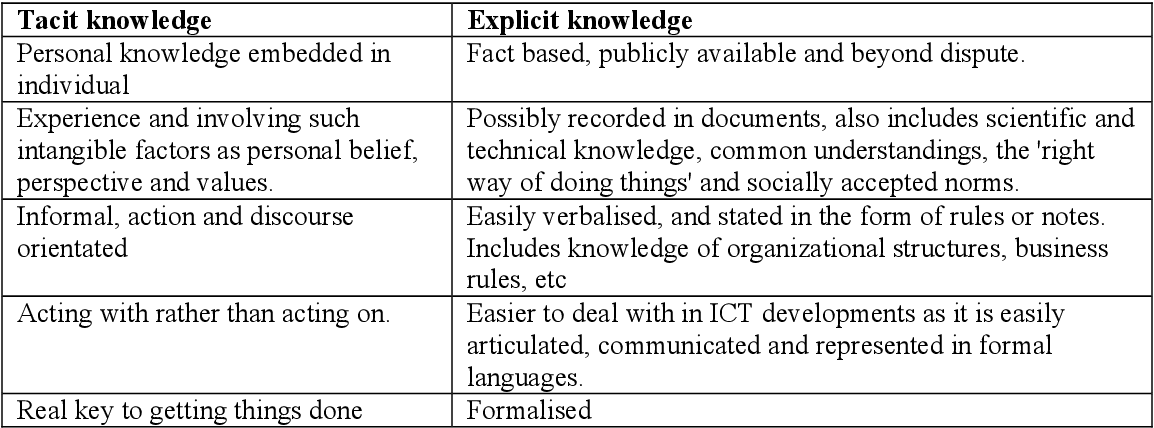 Tacit knowledge
Explicit knowledge
Personal knowledge embedded in
individual
Fact based, publicly available and beyond dispute.
Experience and involving such
intangible factors as personal belief,
perspective and values.
Possibly recorded in documents, also includes scientific and
technical knowledge, common understandings, the 'right
way of doing things' and socially accepted norms.
Informal, action and discourse
orientated
Easily verbalised, and stated in the form of rules or notes.
Includes knowledge of organizational structures, business
rules, etc
Acting with rather than acting on.
Easier to deal with in ICT developments as it is easily
articulated, communicated and represented in formal
languages.
Real key to getting things done
Formalised